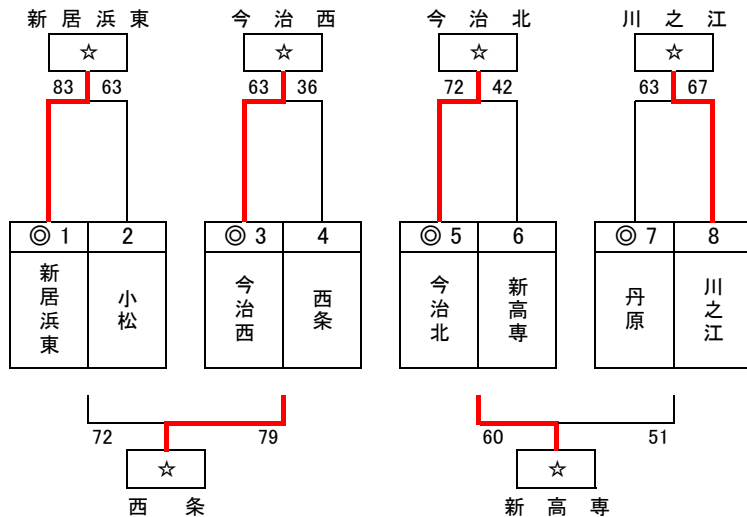 新居浜東 今治西 今治北 川之江
☆ ☆ ☆ ☆
83 63 63 36 72 42 63 67
◎ 1 2 ◎ 3 4 ◎ 5 6 ◎ 7 8
新居浜東 小松 今治西 西条 今治北 新高専 丹原 川之江
72 79 60 51
☆ ☆
西条 新高専